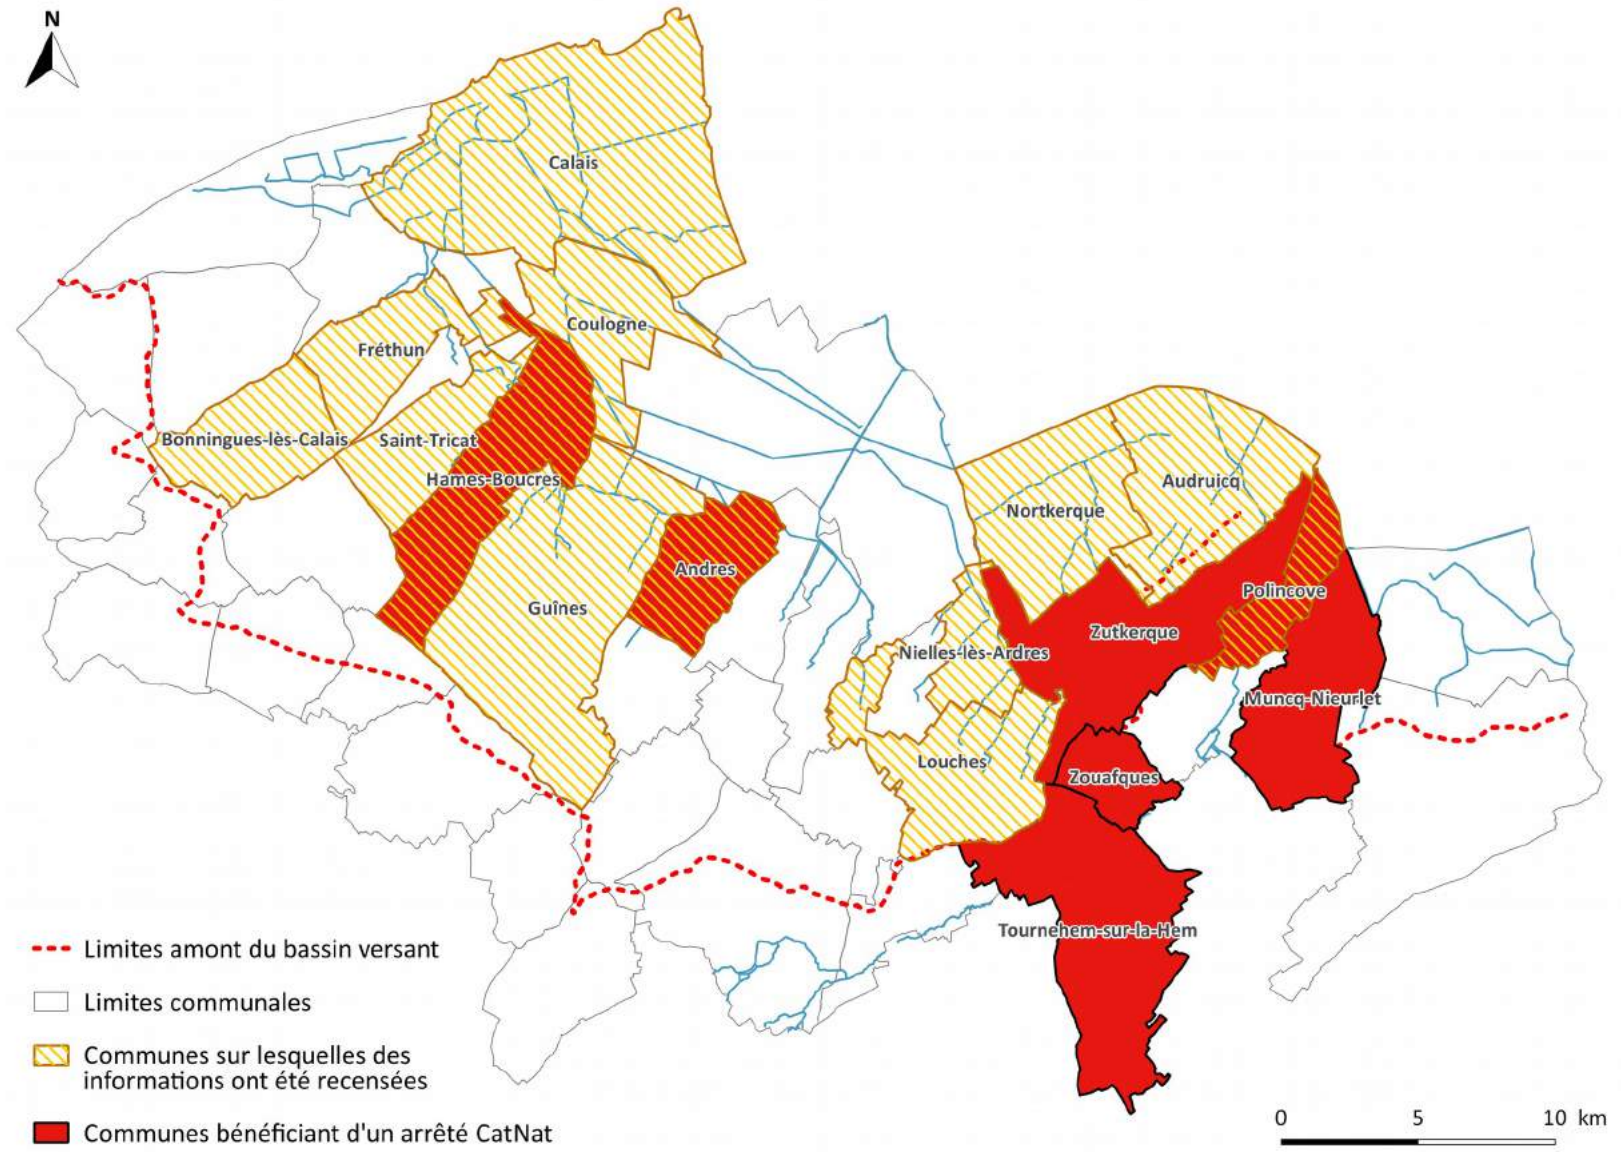 N
Calais
Coulogne
Fréthun
Bonningues-lès-Calais
Saint-Tricat
Hames-Boucres
Audruicq
Nortkerque
Andres
Polincove
Guînes
Zutkerque
Nielles-lès-Ardres
Muncq-Nieurlet
Louches
Zouafques
Tournehem-sur-la-Hem
Limites amont du bassin versant
Limites communales
Communes sur lesquelles des
informations ont été recensées
Communes bénéficiant d'un arrêté CatNat
0 5 10 km